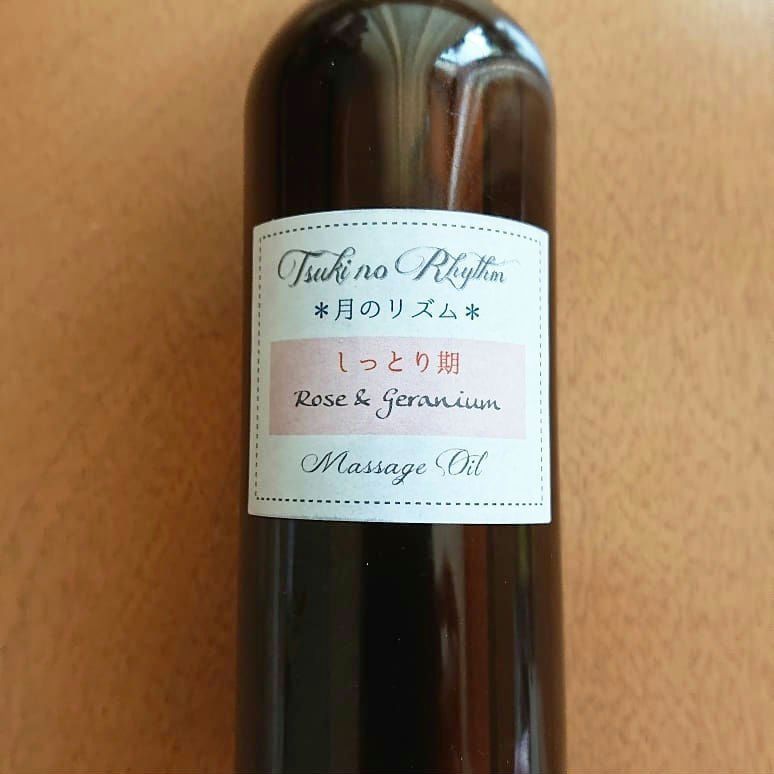 Tsuki no Rhythm
＊月のリズム＊
しっとり期
Rose & Geranium
Massage Oil